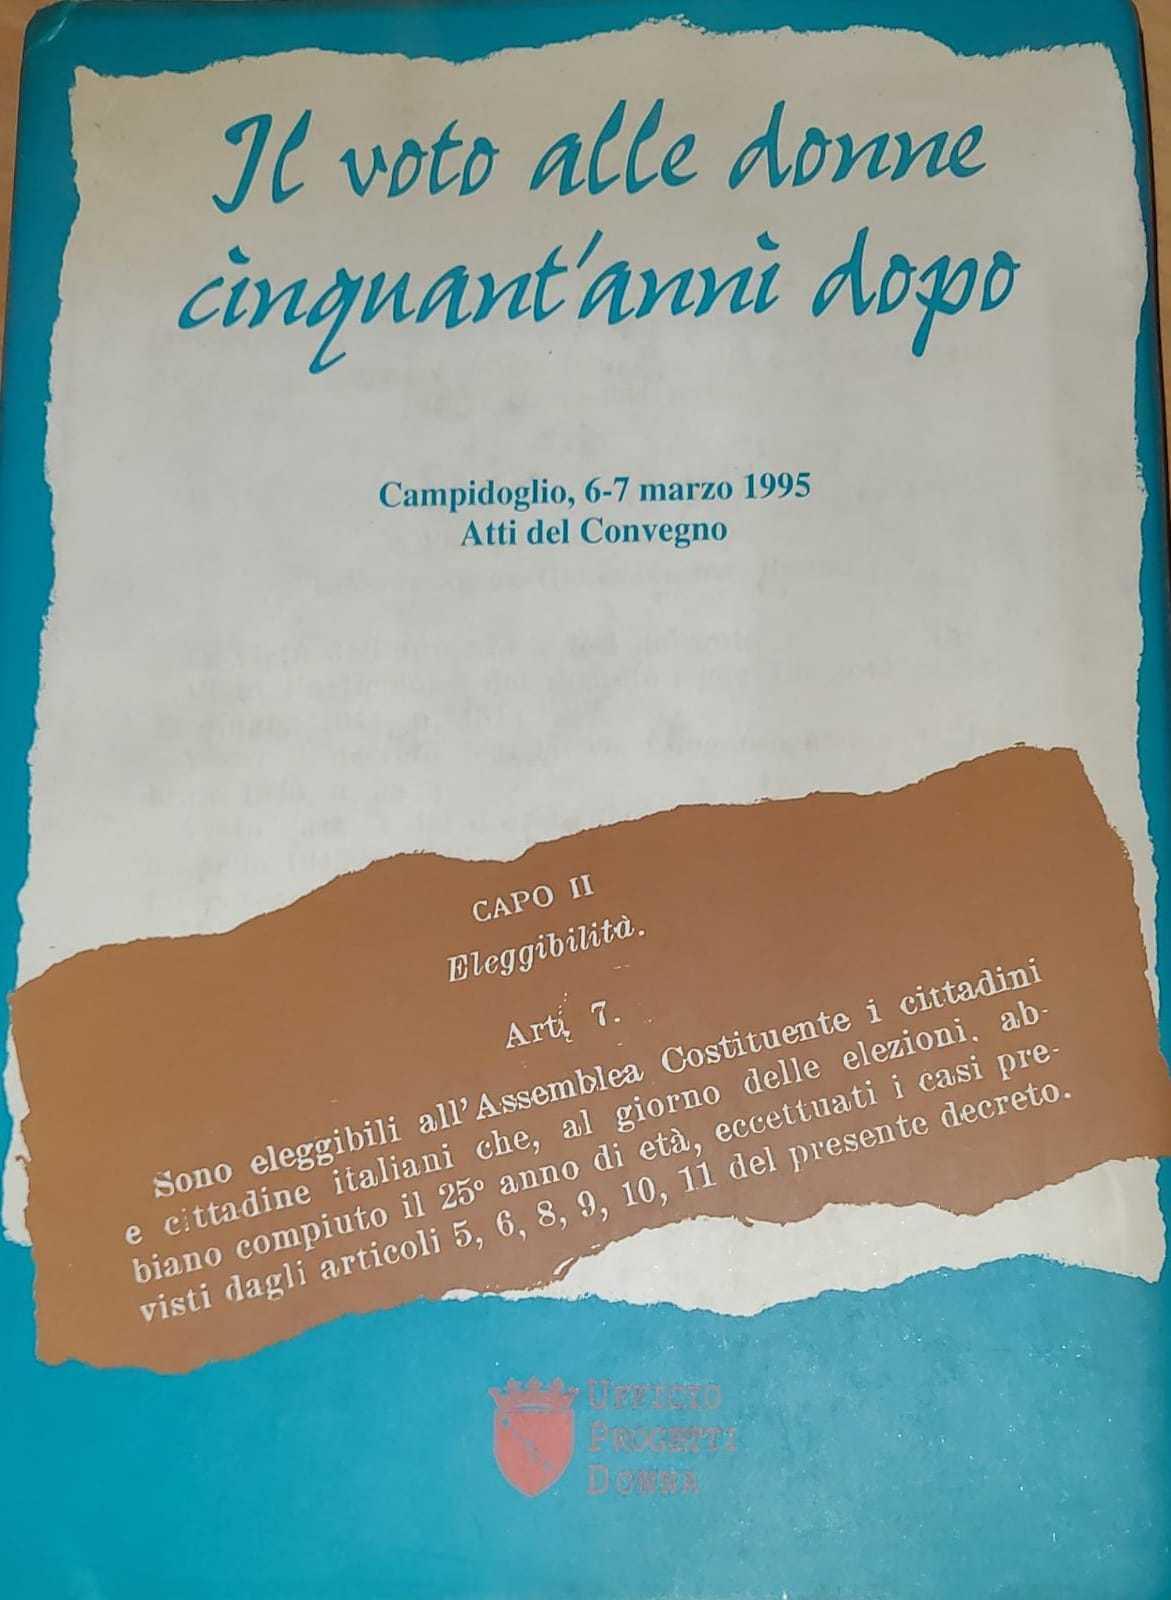 Il voto alle donne
cinquant'anni dopo
Campidoglio, 6-7 marzo 1995
Atti del Convegno
CAPO II
Eleggibilità.
Art. 7.
Sono eleggibili all'Assemblea Costituente i cittadini
e cittadine italiani che, al giorno delle elezioni, ab-
biano compiuto il 25° anno di età, eccettuati i casi pre-
visti dagli articoli 5, 6, 8, 9, 10, 11 del presente decreto.
UFFICIO
PROGETTI
DONNA